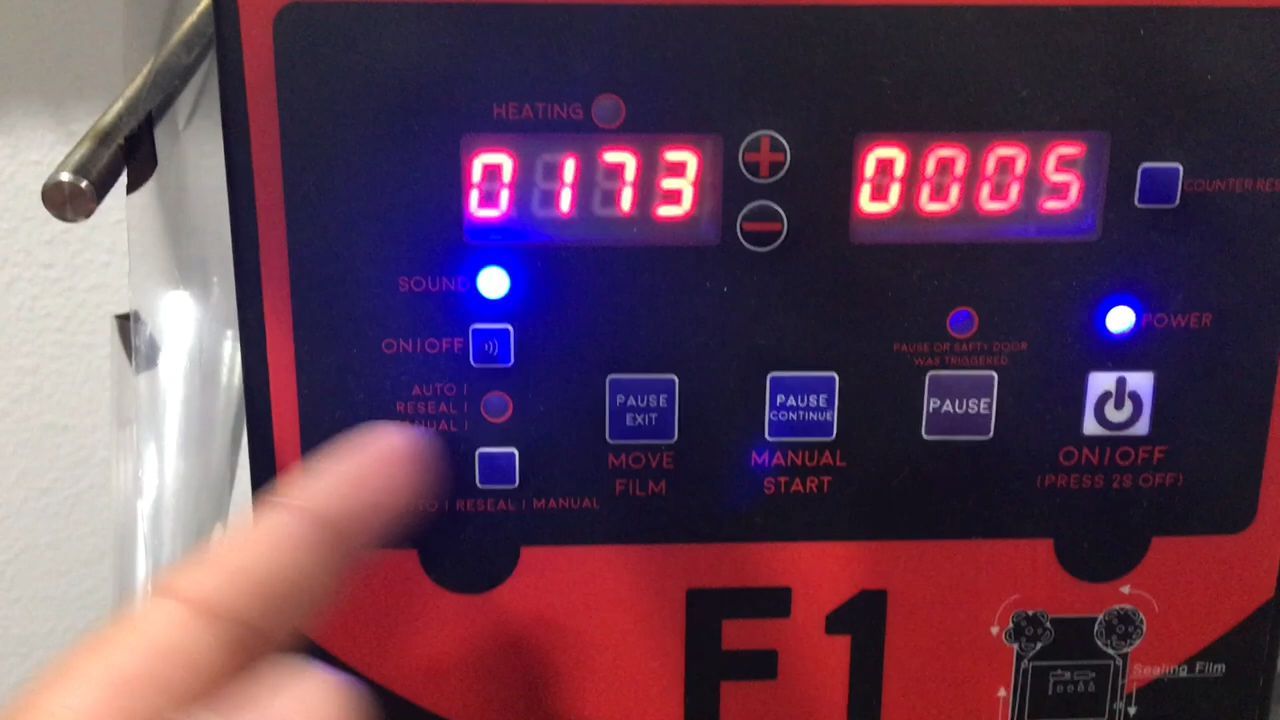 HEATING
0173
0005
COUNTER RES
SOUND
POWER
ON|OFF
PAUSE OR SAFTY DOOR
WAS TRIGGERED
AUTO |
RESEAL |
PAUSE
EXIT
PAUSE
CONTINUE
PAUSE
MOVE
FILM
MANUAL
START
ON|OFF
(PRESS 2S OFF)
| RESEAL | MANUAL
F1
Sealing Film